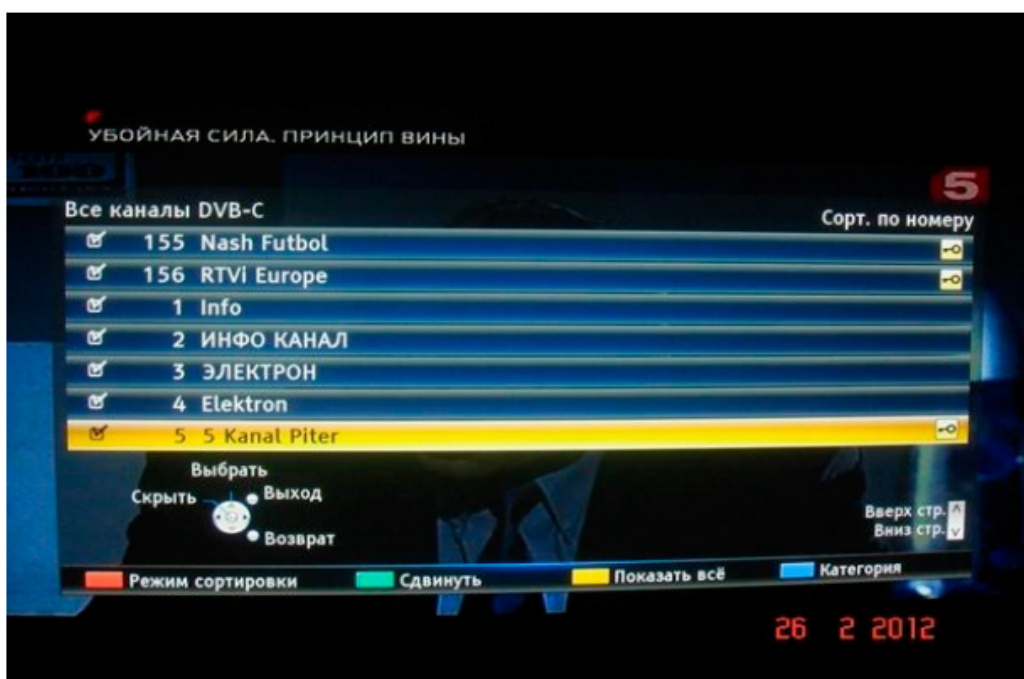 УБОЙНАЯ СИЛА. ПРИНЦИП ВИНЫ
5
Все каналы DVB-C
Сорт. по номеру
155 Nash Futbol
156 RTVi Europe
1 Info
2 ИНФО КАНАЛ
3 ЭЛЕКТРОН
4 Elektron
5 5 Kanal Piter
Выбрать
Скрыть
Выход
Возврат
Вверх стр.
Вниз стр.
Режим сортировки
Сдвинуть
Показать всё
Категория
26 2 2012